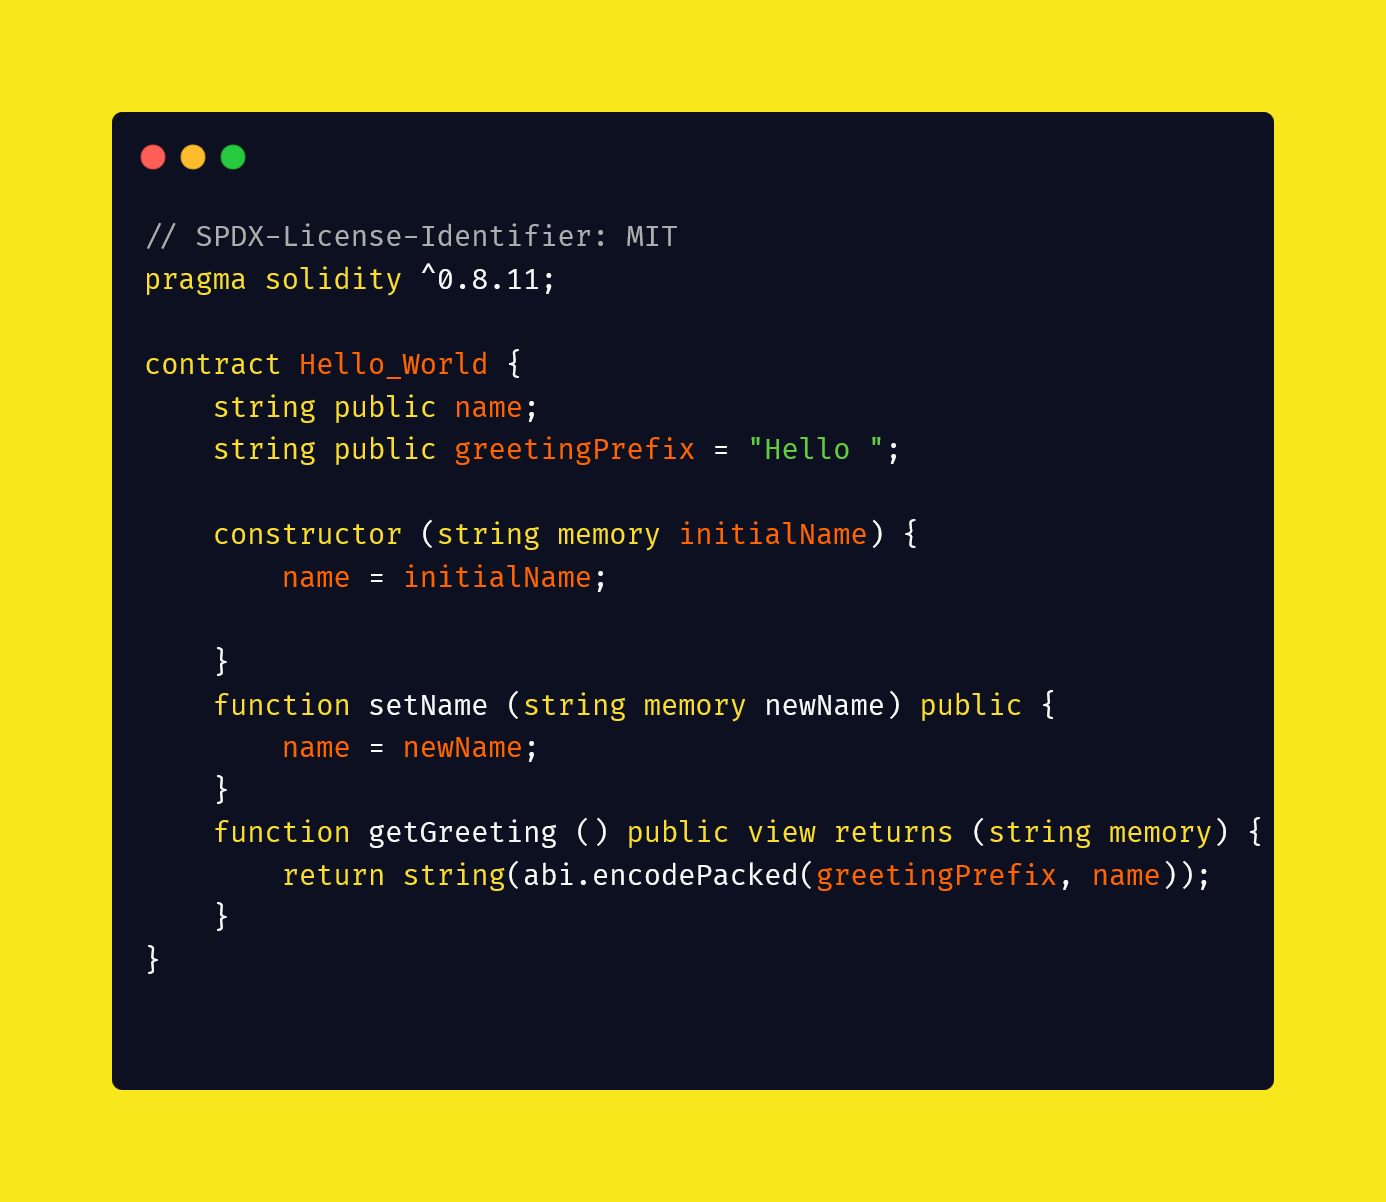 // SPDX-License-Identifier: MIT
pragma solidity ^0.8.11;
contract Hello_World {
    string public name;
    string public greetingPrefix = "Hello ";
    constructor (string memory initialName) {
        name = initialName;
    }
    function setName (string memory newName) public {
        name = newName;
    }
    function getGreeting () public view returns (string memory) {
        return string(abi.encodePacked(greetingPrefix, name));
    }
}